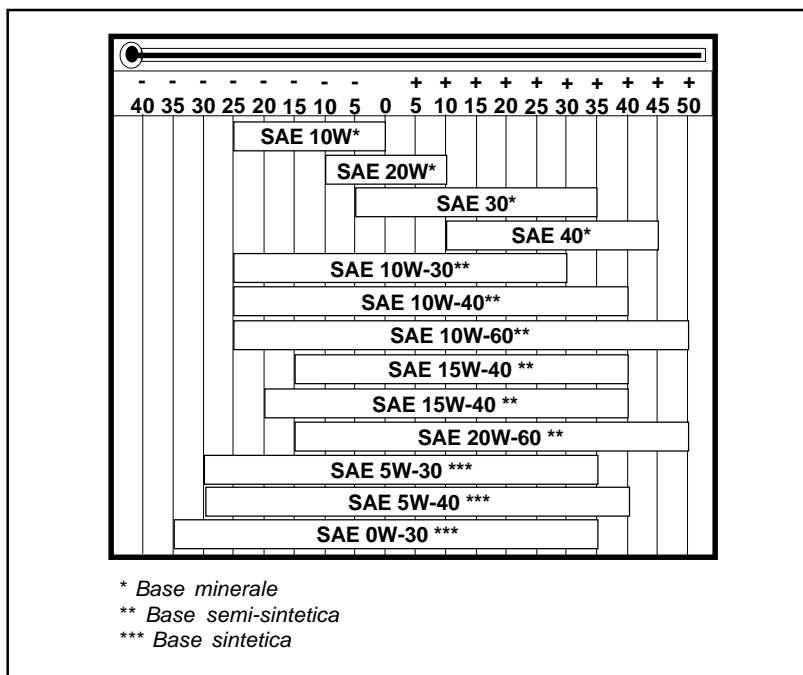 - - - - - - - - + + + + + + + + + +
40 35 30 25 20 15 10 5 0 5 10 15 20 25 30 35 40 45 50
SAE 10W*
SAE 20W*
SAE 30*
SAE 40*
SAE 10W-30**
SAE 10W-40**
SAE 10W-60**
SAE 15W-40 **
SAE 15W-40 **
SAE 20W-60 **
SAE 5W-30 ***
SAE 5W-40 ***
SAE 0W-30 ***
* Base minerale
** Base semi-sintetica
*** Base sintetica